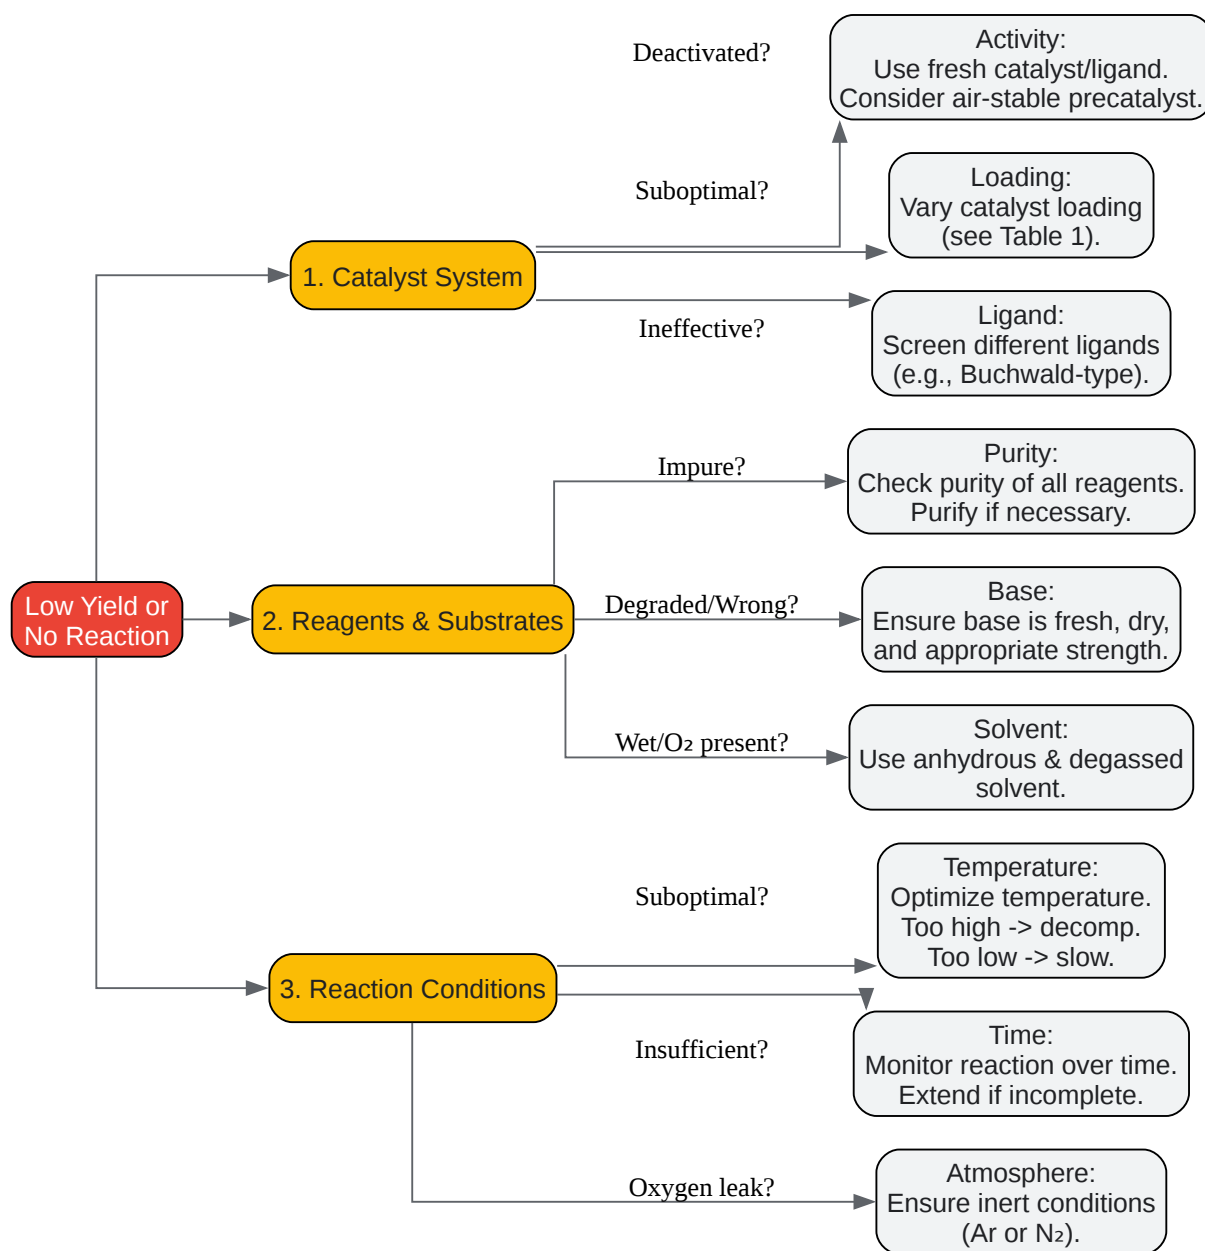 Deactivated?
Activity:
Use fresh catalyst/ligand.
Consider air-stable precatalyst.
Suboptimal?
Loading:
Vary catalyst loading
(see Table 1).
1. Catalyst System
Ineffective?
Ligand:
Screen different ligands
(e.g., Buchwald-type).
Impure?
Purity:
Check purity of all reagents.
Purify if necessary.
Low Yield or
No Reaction
2. Reagents & Substrates
Degraded/Wrong?
Base:
Ensure base is fresh, dry,
and appropriate strength.
Wet/O₂ present?
Solvent:
Use anhydrous & degassed
solvent.
Suboptimal?
Temperature:
Optimize temperature.
Too high -> decomp.
Too low -> slow.
3. Reaction Conditions
Insufficient?
Time:
Monitor reaction over time.
Extend if incomplete.
Oxygen leak?
Atmosphere:
Ensure inert conditions
(Ar or N₂).